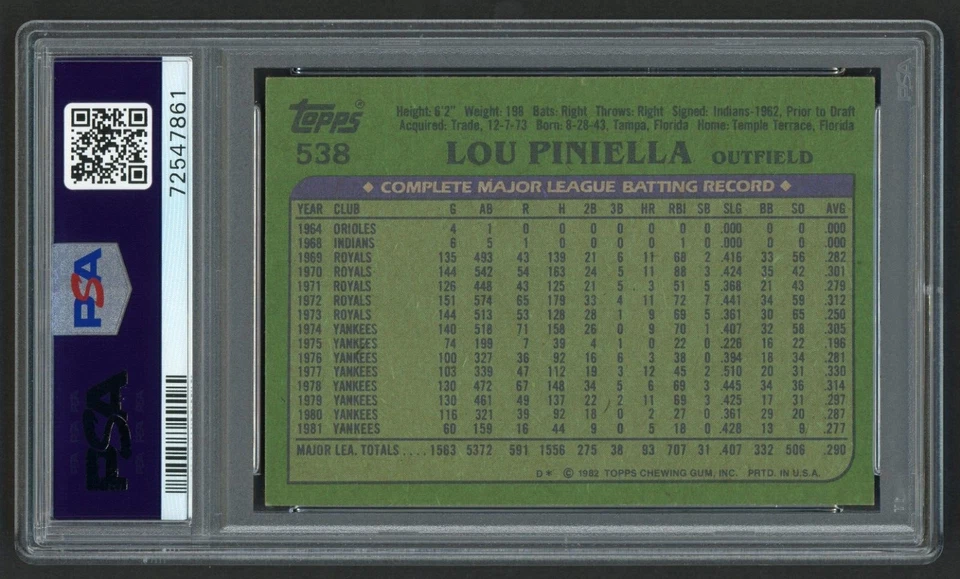 72547861
PSA
PSA
Topps®
Height: 6'2" Weight: 198 Bats: Right Throws: Right Signed: Indians-1962, Prior to Draft
Acquired: Trade, 12-7-73 Born: 8-28-43, Tampa, Florida Home: Temple Terrace, Florida
538 LOU PINIELLA OUTFIELD
◆ COMPLETE MAJOR LEAGUE BATTING RECORD ◆
YEAR CLUB G AB R H 2B 3B HR RBI SB SLG BB SO AVG
1964 ORIOLES 4 1 0 0 0 0 0 0 0 .000 0 0 .000
1968 INDIANS 6 5 1 0 0 0 0 1 0 .000 0 0 .000
1969 ROYALS 135 493 43 139 21 6 11 68 2 .416 33 56 .282
1970 ROYALS 144 542 54 163 24 5 11 88 3 .424 35 42 .301
1971 ROYALS 126 448 43 125 21 5 3 51 5 .368 21 43 .279
1972 ROYALS 151 574 65 179 33 4 11 72 7 .441 34 59 .312
1973 ROYALS 144 513 53 128 28 1 9 69 5 .361 30 65 .250
1974 YANKEES 140 518 71 158 26 0 9 70 1 .407 32 58 .305
1975 YANKEES 74 199 7 39 4 1 0 22 0 .226 16 22 .196
1976 YANKEES 100 327 36 92 16 6 3 38 0 .394 18 34 .281
1977 YANKEES 103 339 47 112 19 3 12 45 2 .510 20 31 .330
1978 YANKEES 130 472 67 148 34 5 6 69 3 .445 34 36 .314
1979 YANKEES 130 461 49 137 22 2 11 69 3 .425 17 31 .297
1980 YANKEES 116 321 39 92 18 0 2 27 0 .361 29 20 .287
1981 YANKEES 60 159 16 44 9 0 5 18 0 .428 13 9 .277
MAJOR LEA. TOTALS .... 1563 5372 591 1556 275 38 93 707 31 .407 332 506 .290
D* © 1982 TOPPS CHEWING GUM, INC. PRTD. IN U.S.A.